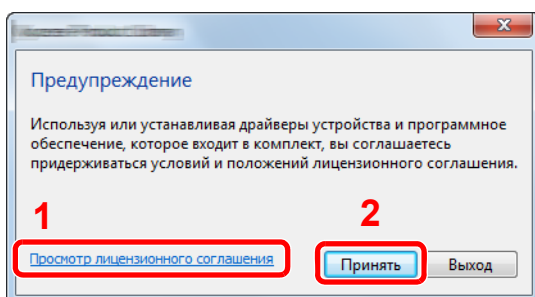 Предупреждение
Используя или устанавливая драйверы устройства и программное
обеспечение, которое входит в комплект, вы соглашаетесь
придерживаться условий и положений лицензионного соглашения.
1
2
Просмотр лицензионного соглашения
Принять
Выход